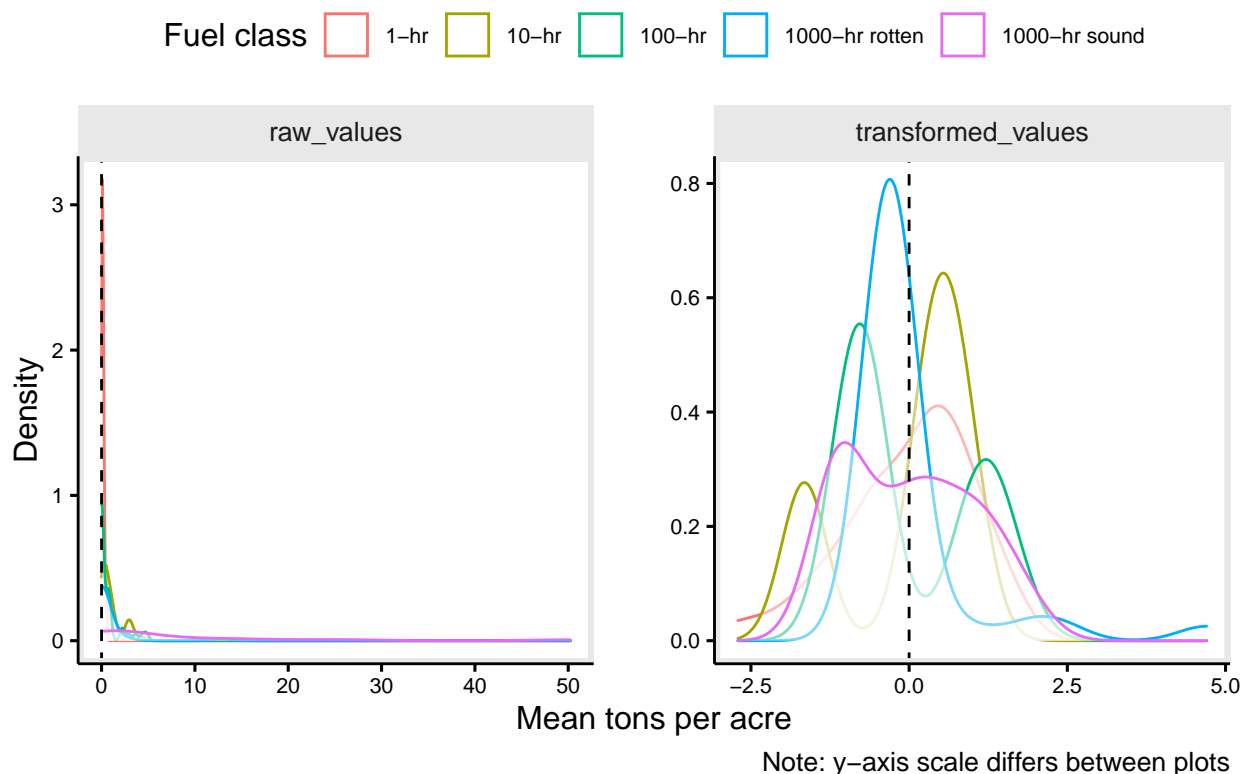 Fuel class 1−hr 10−hr 100−hr 1000−hr rotten 1000−hr sound
raw_values transformed_values
Density
3
2
1
0
0 10 20 30 40 50
0.8
0.6
0.4
0.2
0.0
−2.5 0.0 2.5 5.0
Mean tons per acre
Note: y−axis scale differs between plots